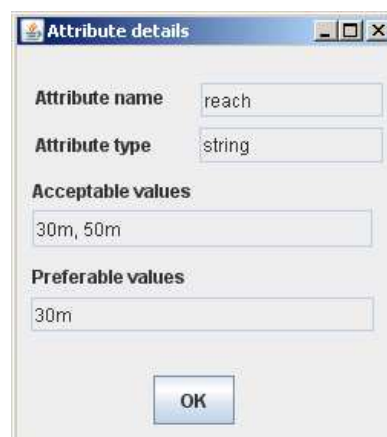 Attribute details
Attribute name reach
Attribute type string
Acceptable values
30m, 50m
Preferable values
30m
OK